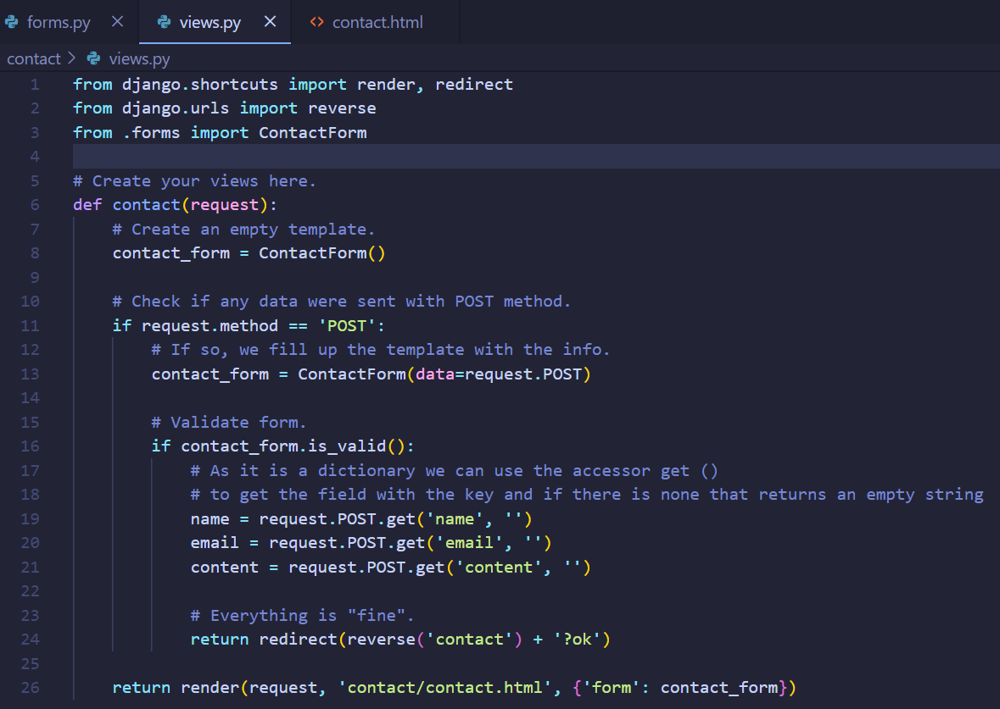 forms.py
views.py
contact.html
contact > views.py
1 from django.shortcuts import render, redirect
2 from django.urls import reverse
3 from .forms import ContactForm
4
5 # Create your views here.
6 def contact(request):
7     # Create an empty template.
8     contact_form = ContactForm()
9
10     # Check if any data were sent with POST method.
11     if request.method == 'POST':
12         # If so, we fill up the template with the info.
13         contact_form = ContactForm(data=request.POST)
14
15         # Validate form.
16         if contact_form.is_valid():
17             # As it is a dictionary we can use the accessor get ()
18             # to get the field with the key and if there is none that returns an empty string
19             name = request.POST.get('name', '')
20             email = request.POST.get('email', '')
21             content = request.POST.get('content', '')
22
23             # Everything is "fine".
24             return redirect(reverse('contact') + '?ok')
25
26     return render(request, 'contact/contact.html', {'form': contact_form})